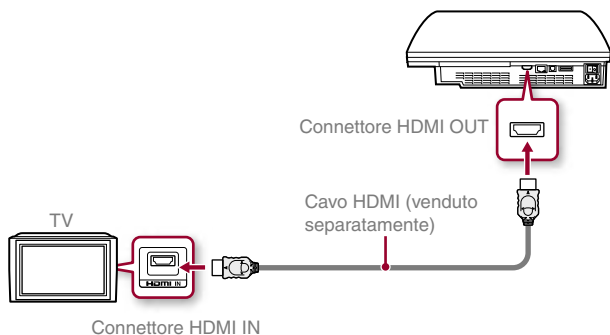 Connettore HDMI OUT
Cavo HDMI (venduto
separatamente)
TV
HDMI IN
Connettore HDMI IN